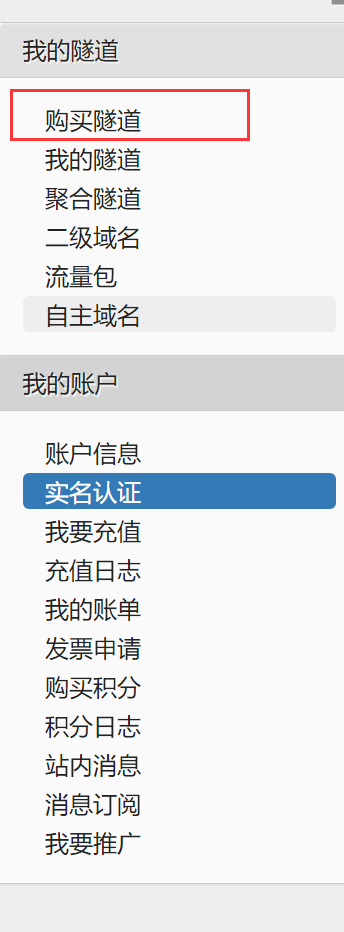 我的隧道
购买隧道
我的隧道
聚合隧道
二级域名
流量包
自主域名
我的账户
账户信息
实名认证
我要充值
充值日志
我的账单
发票申请
购买积分
积分日志
站内消息
消息订阅
我要推广